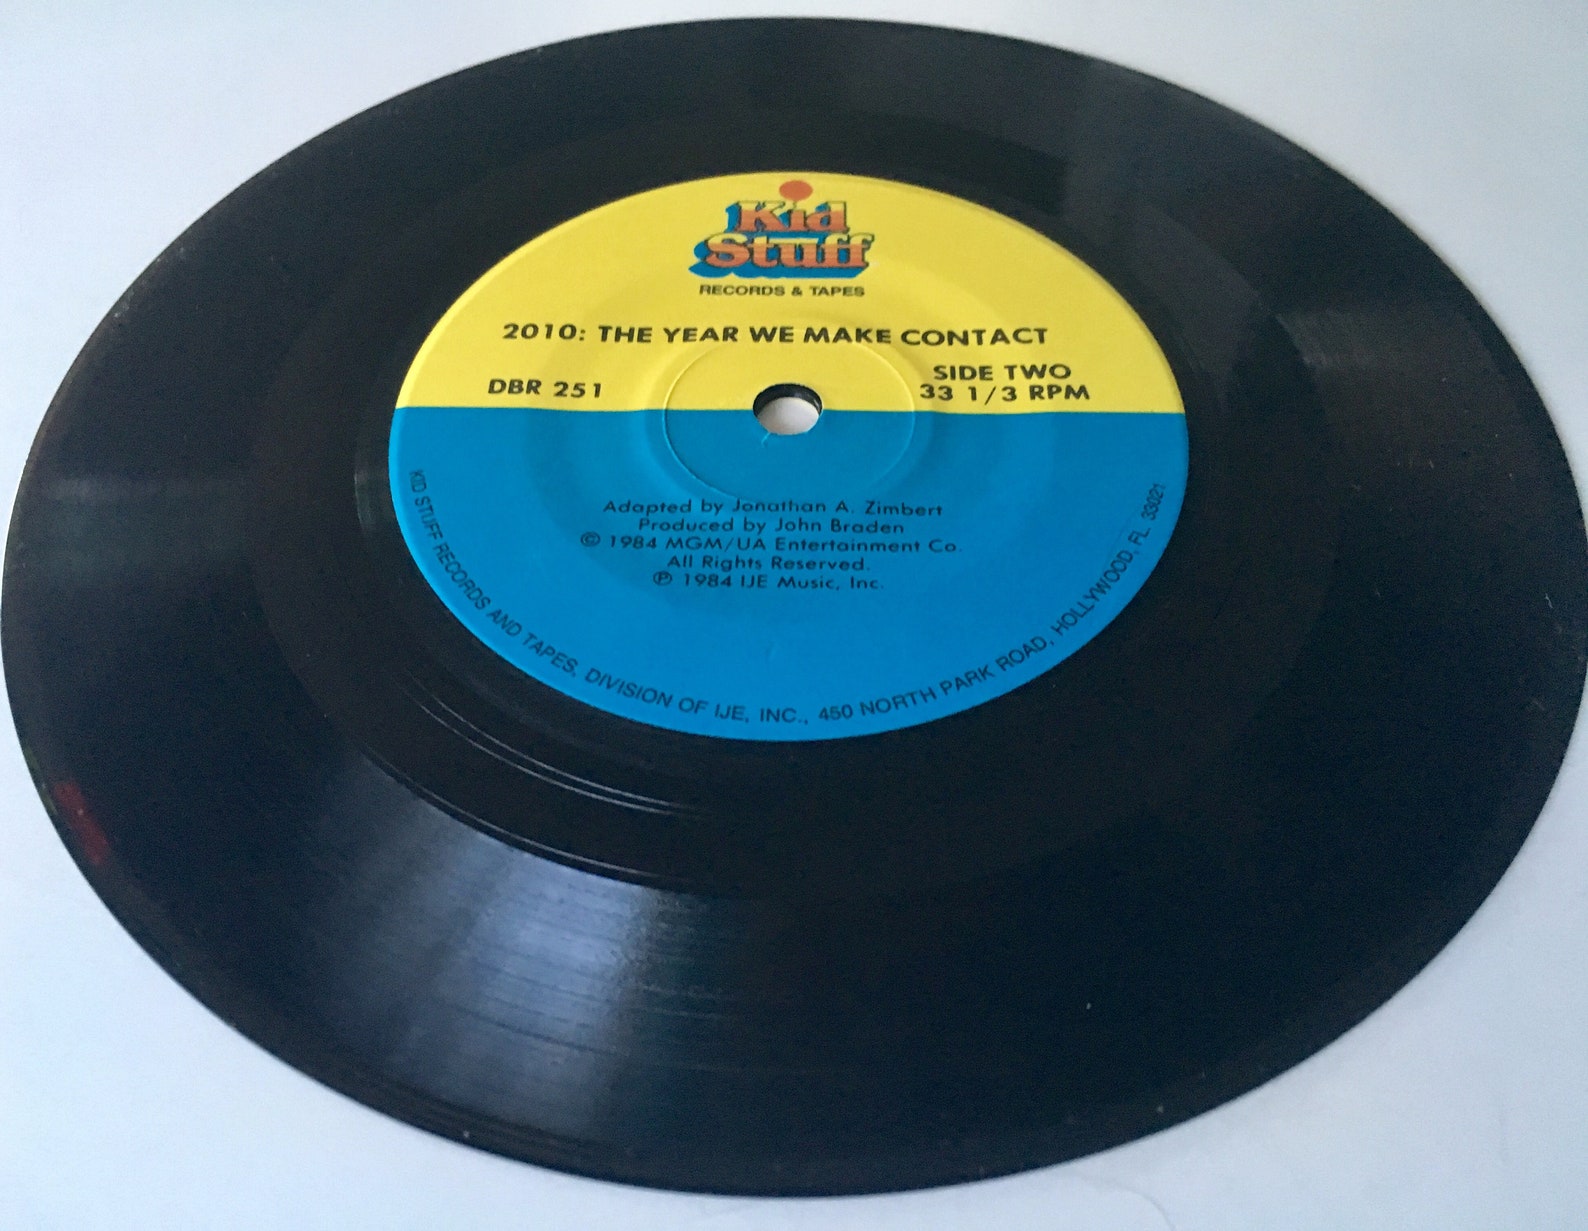 Kid
Stuff
RECORDS & TAPES
2010: THE YEAR WE MAKE CONTACT
DBR 251
SIDE TWO
33 1/3 RPM
Adapted by Jonathan A. Zimbert
Produced by John Braden
© 1984 MGM/UA Entertainment Co.
All Rights Reserved.
℗ 1984 IJE Music, Inc.
KID STUFF RECORDS AND TAPES, DIVISION OF IJE, INC., 450 NORTH PARK ROAD, HOLLYWOOD, FL 33021